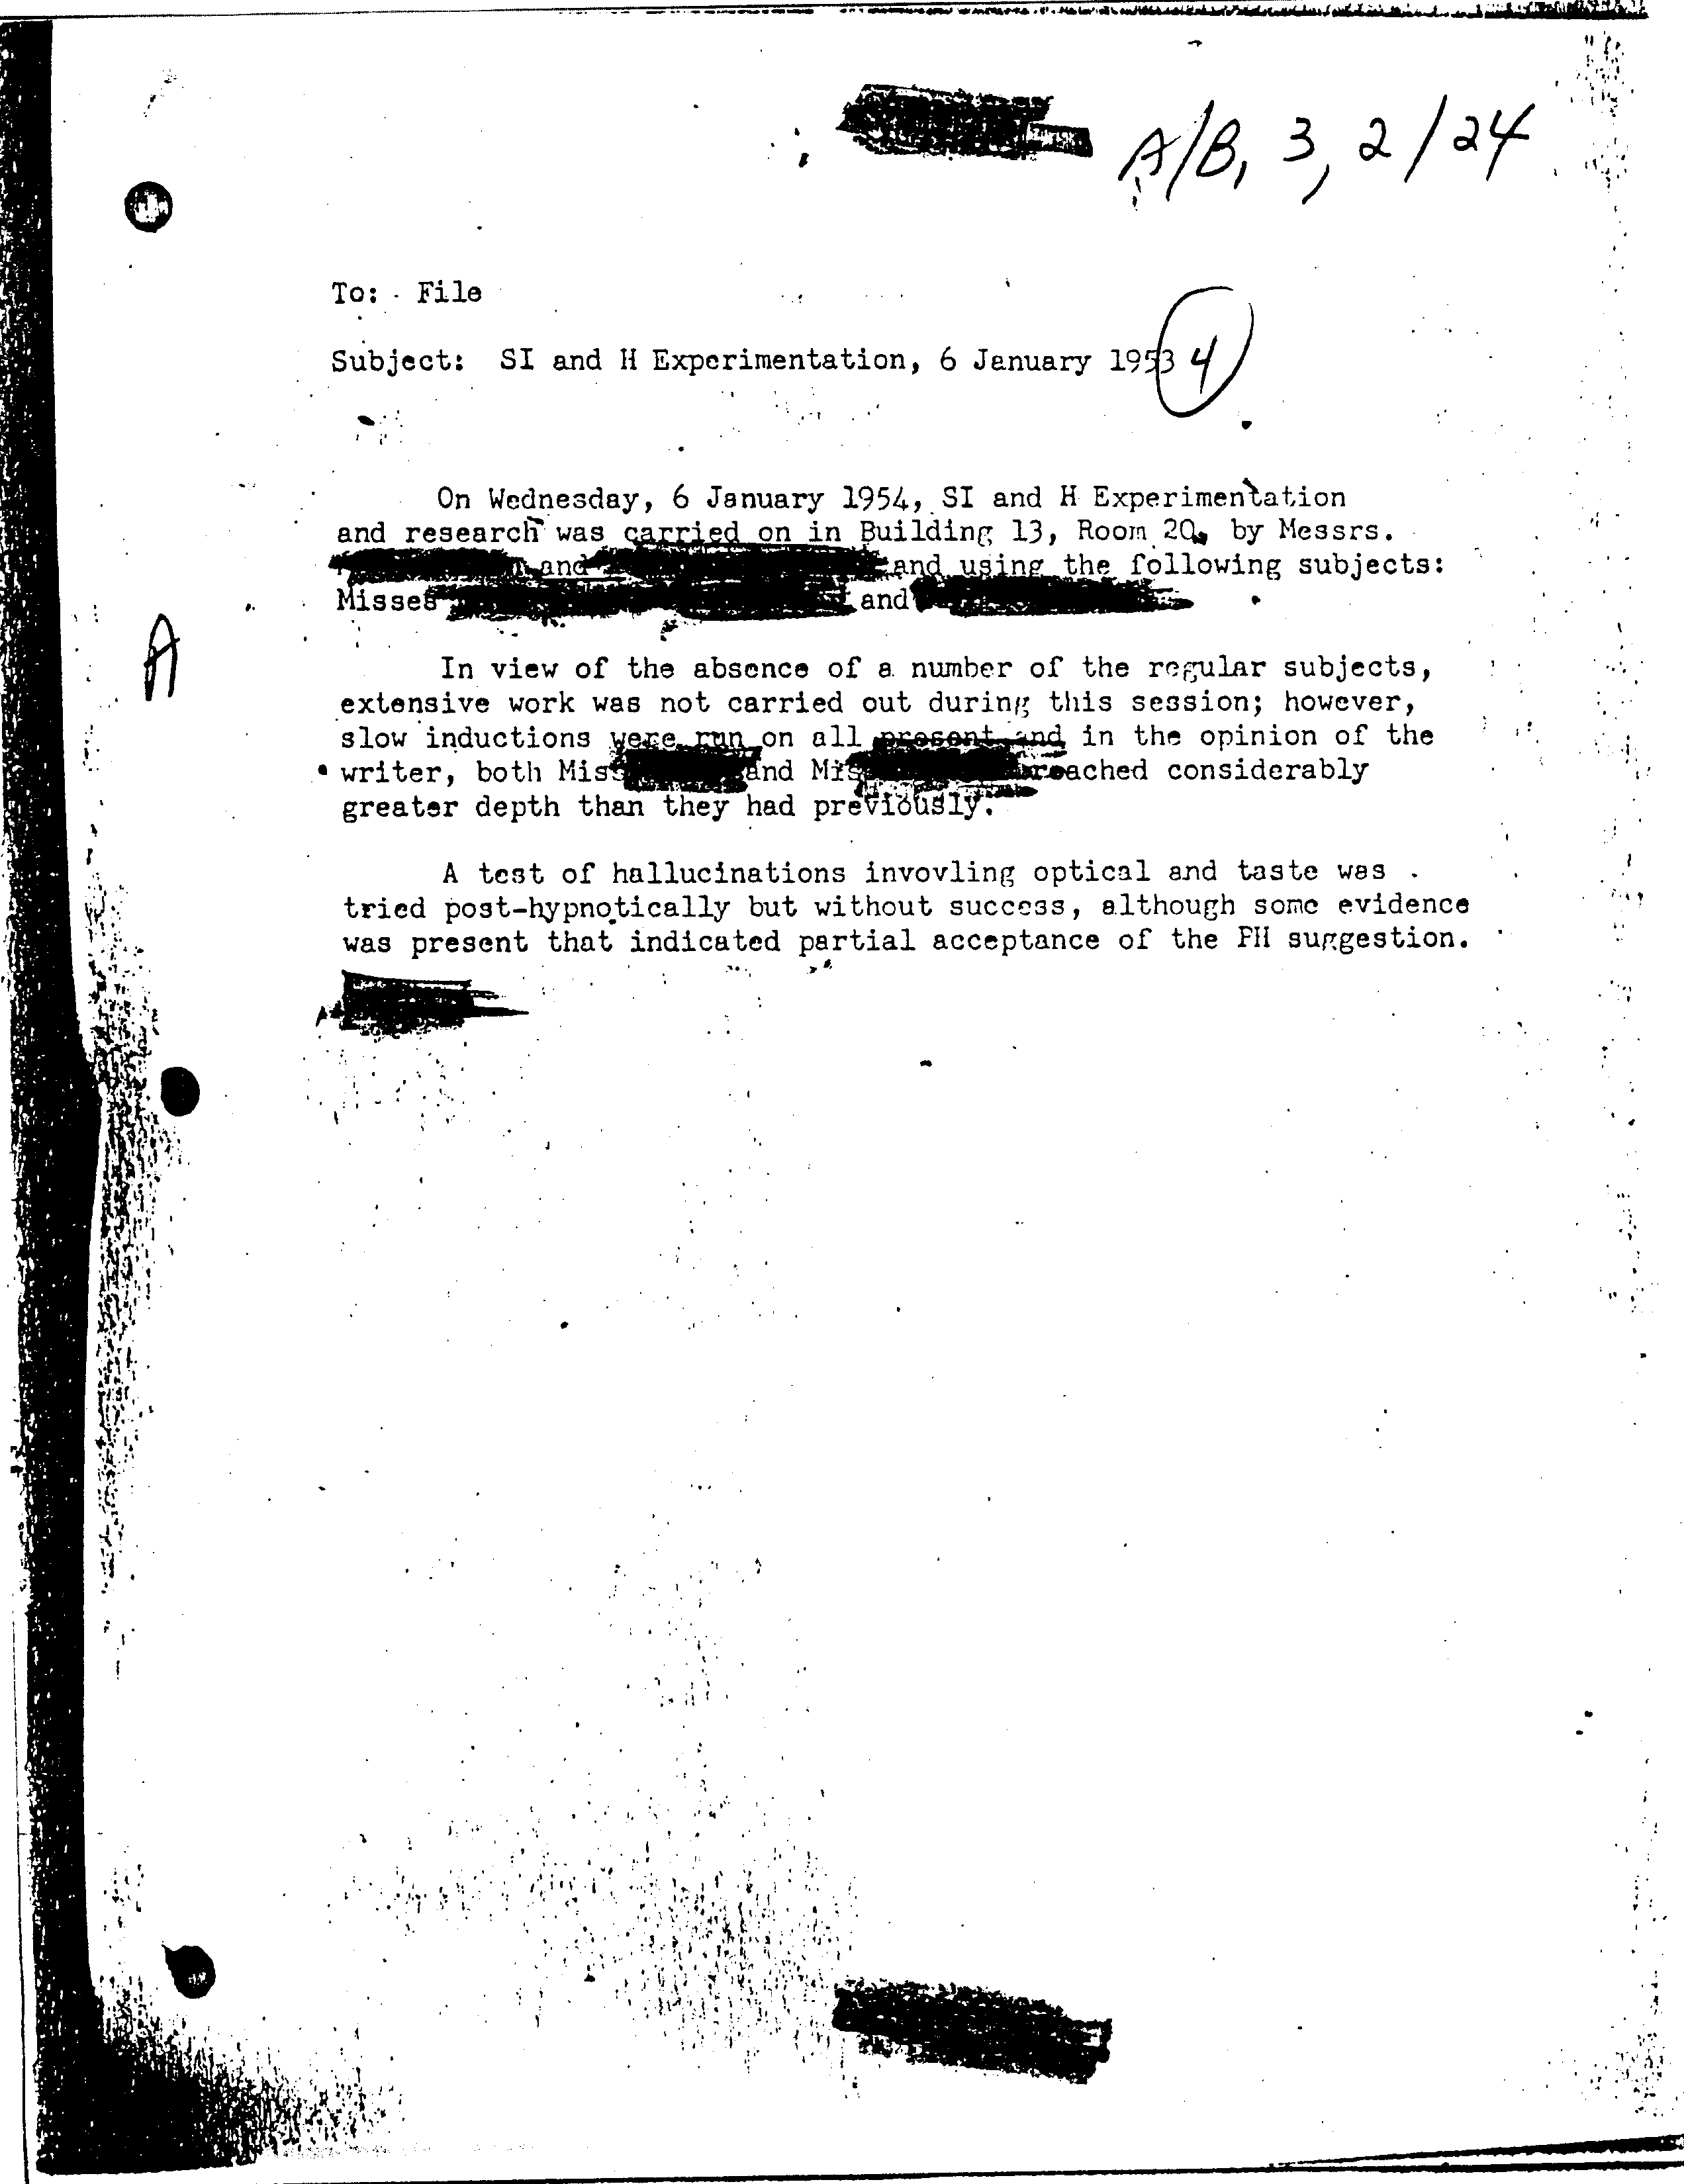 A/B, 3, 2/24
To: File
Subject: SI and H Experimentation, 6 January 1953 4
On Wednesday, 6 January 1954, SI and H Experimentation
and research was carried on in Building 13, Room 20, by Messrs.
and and using the following subjects:
Misses and
A
In view of the absence of a number of the regular subjects,
extensive work was not carried out during this session; however,
slow inductions were run on all present and in the opinion of the
writer, both Miss and Miss reached considerably
greater depth than they had previously.
A test of hallucinations invovling optical and taste was
tried post-hypnotically but without success, although some evidence
was present that indicated partial acceptance of the PH suggestion.